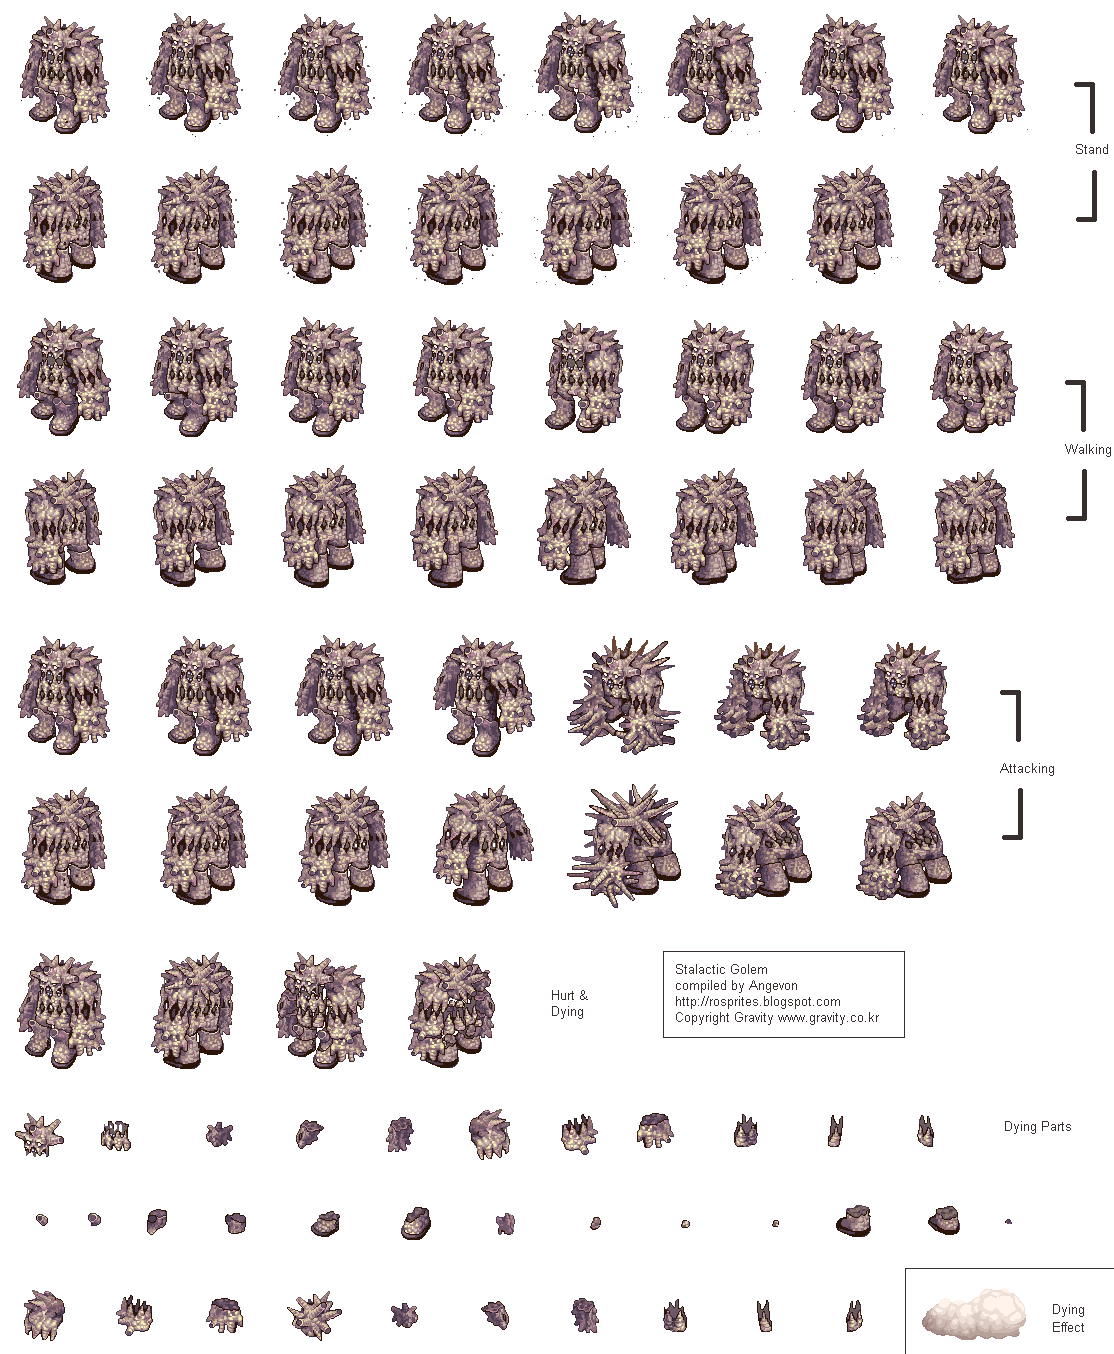 Stand
Walking
Attacking
Hurt &
Dying
Stalactic Golem
compiled by Angevon
http://rosprites.blogspot.com
Copyright Gravity www.gravity.co.kr
Dying Parts
Dying
Effect